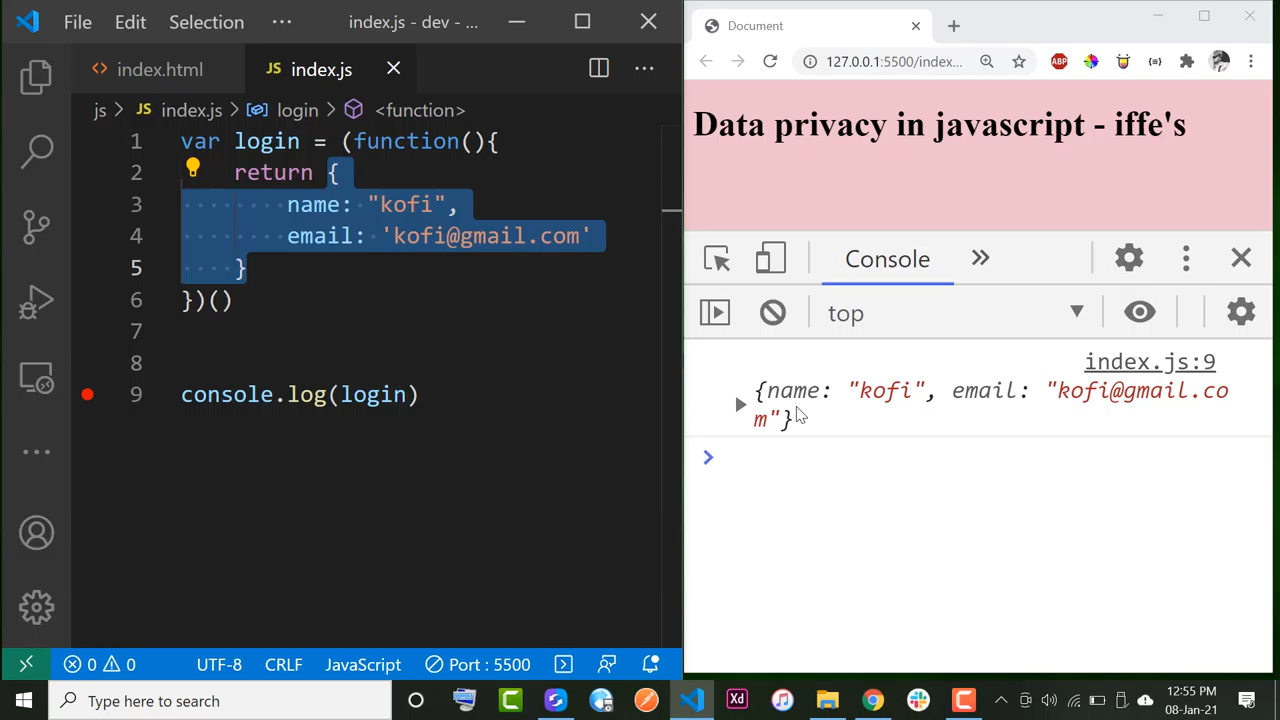 File Edit Selection ··· index.js - dev - ...
index.html JS index.js
js > JS index.js > login > <function>
1 var login = (function(){
2 return {
3 name: "kofi",
4 email: 'kofi@gmail.com'
5 }
6 })()
7
8
9 console.log(login)
0 0 UTF-8 CRLF JavaScript Port : 5500
Document
127.0.0.1:5500/index... ABP
Data privacy in javascript - iffe's
Console
top
index.js:9
{name: "kofi", email: "kofi@gmail.co
m"}
Type here to search
Xd
12:55 PM
08-Jan-21